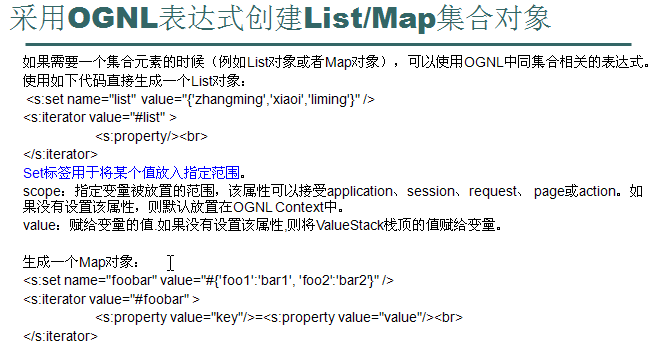 采用OGNL表达式创建List/Map集合对象
如果需要一个集合元素的时候（例如List对象或者Map对象），可以使用OGNL中同集合相关的表达式。
使用如下代码直接生成一个List对象：
<s:set name="list" value="{'zhangming','xiaoi','liming'}" />
<s:iterator value="#list" >
<s:property/><br>
</s:iterator>
Set标签用于将某个值放入指定范围。
scope：指定变量被放置的范围，该属性可以接受application、session、request、 page或action。如
果没有设置该属性，则默认放置在OGNL Context中。
value：赋给变量的值.如果没有设置该属性,则将ValueStack栈顶的值赋给变量。
生成一个Map对象：
<s:set name="foobar" value="#{'foo1':'bar1', 'foo2':'bar2'}" />
<s:iterator value="#foobar" >
<s:property value="key"/>=<s:property value="value"/><br>
</s:iterator>